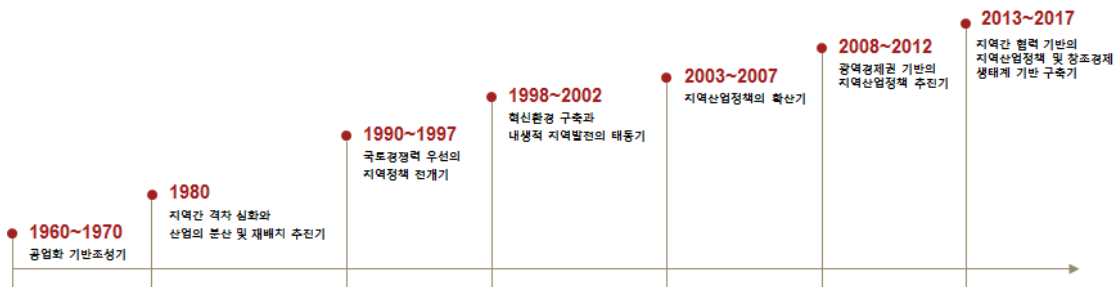 1960~1970
공업화 기반조성기
1980
지역간 격차 심화와
산업의 분산 및 재배치 추진기
1990~1997
국토경쟁력 우선의
지역정책 전개기
1998~2002
혁신환경 구축과
내생적 지역발전의 태동기
2003~2007
지역산업정책의 확산기
2008~2012
광역경제권 기반의
지역산업정책 추진기
2013~2017
지역간 협력 기반의
지역산업정책 및 창조경제
생태계 기반 구축기